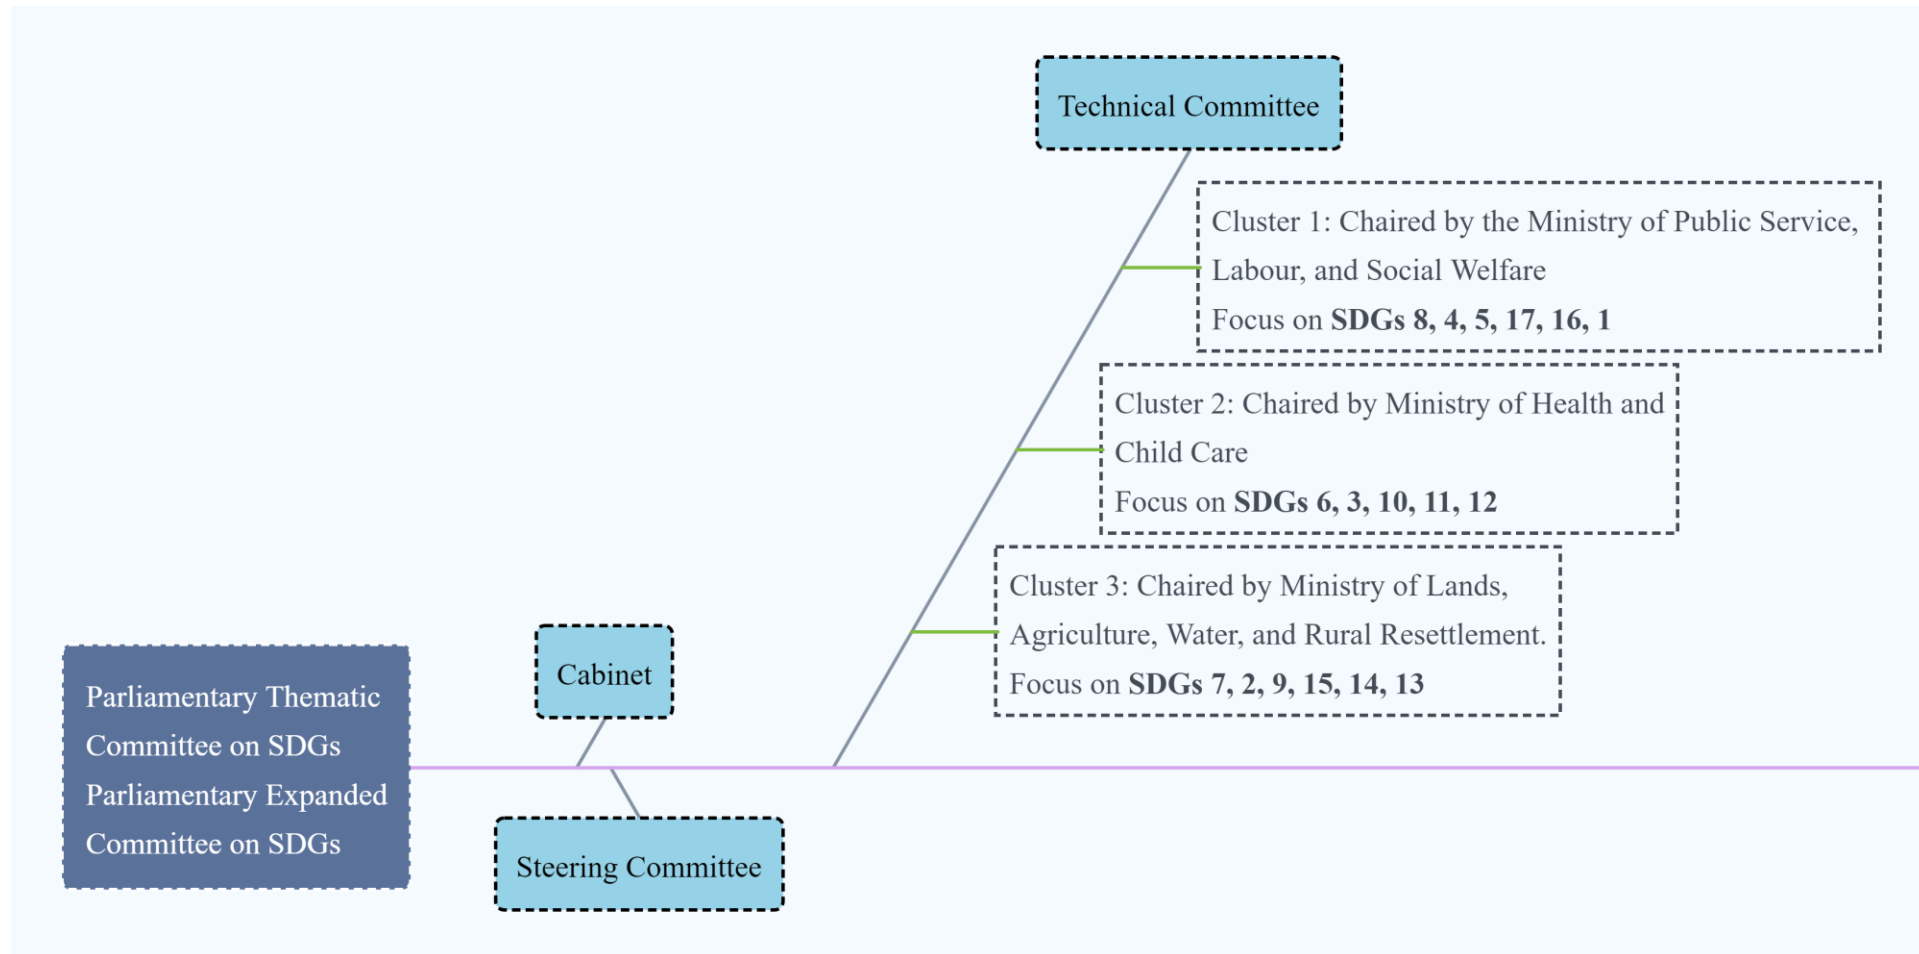 Technical Committee
Cluster 1: Chaired by the Ministry of Public Service,
Labour, and Social Welfare
Focus on SDGs 8, 4, 5, 17, 16, 1
Cluster 2: Chaired by Ministry of Health and
Child Care
Focus on SDGs 6, 3, 10, 11, 12
Cluster 3: Chaired by Ministry of Lands,
Agriculture, Water, and Rural Resettlement.
Focus on SDGs 7, 2, 9, 15, 14, 13
Cabinet
Parliamentary Thematic
Committee on SDGs
Parliamentary Expanded
Committee on SDGs
Steering Committee